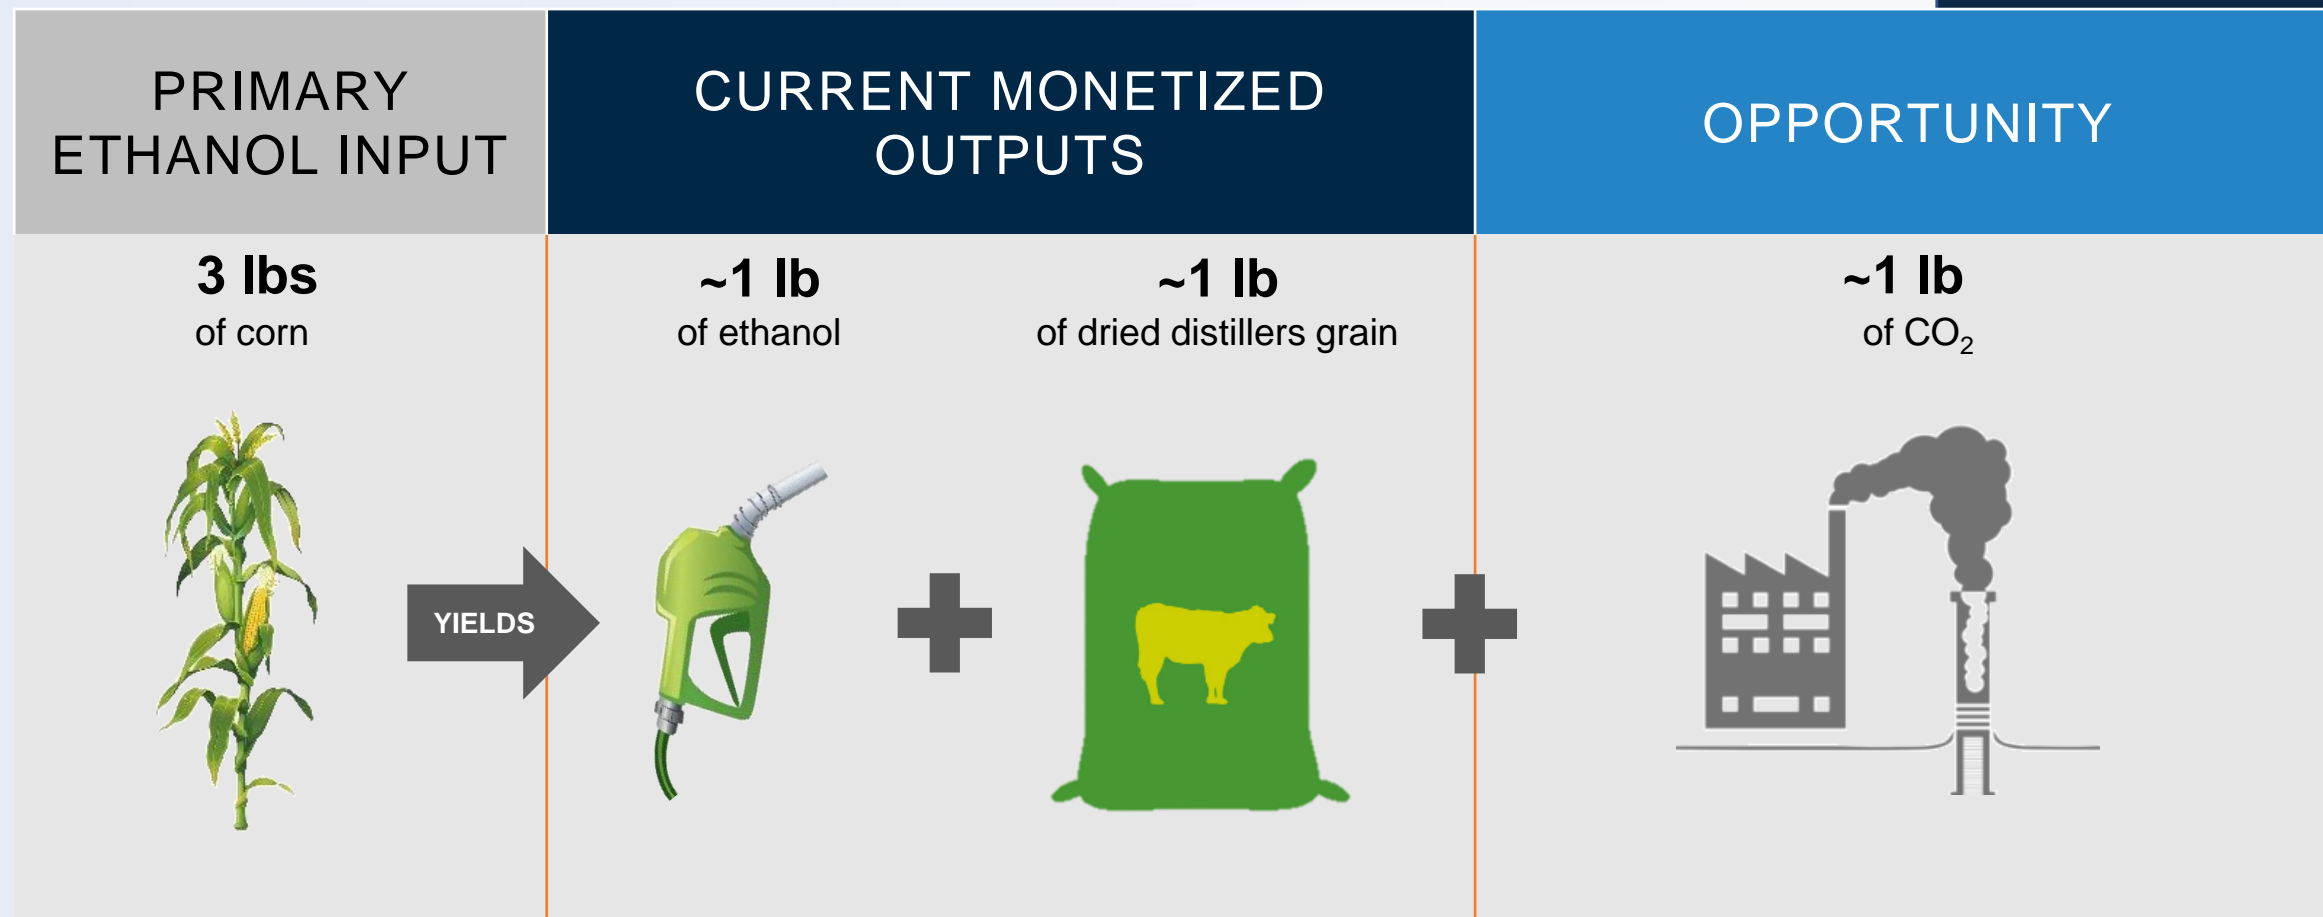 PRIMARY
ETHANOL INPUT
CURRENT MONETIZED
OUTPUTS
OPPORTUNITY
3 lbs
of corn
~1 lb
of ethanol
~1 lb
of dried distillers grain
~1 lb
of CO₂
YIELDS